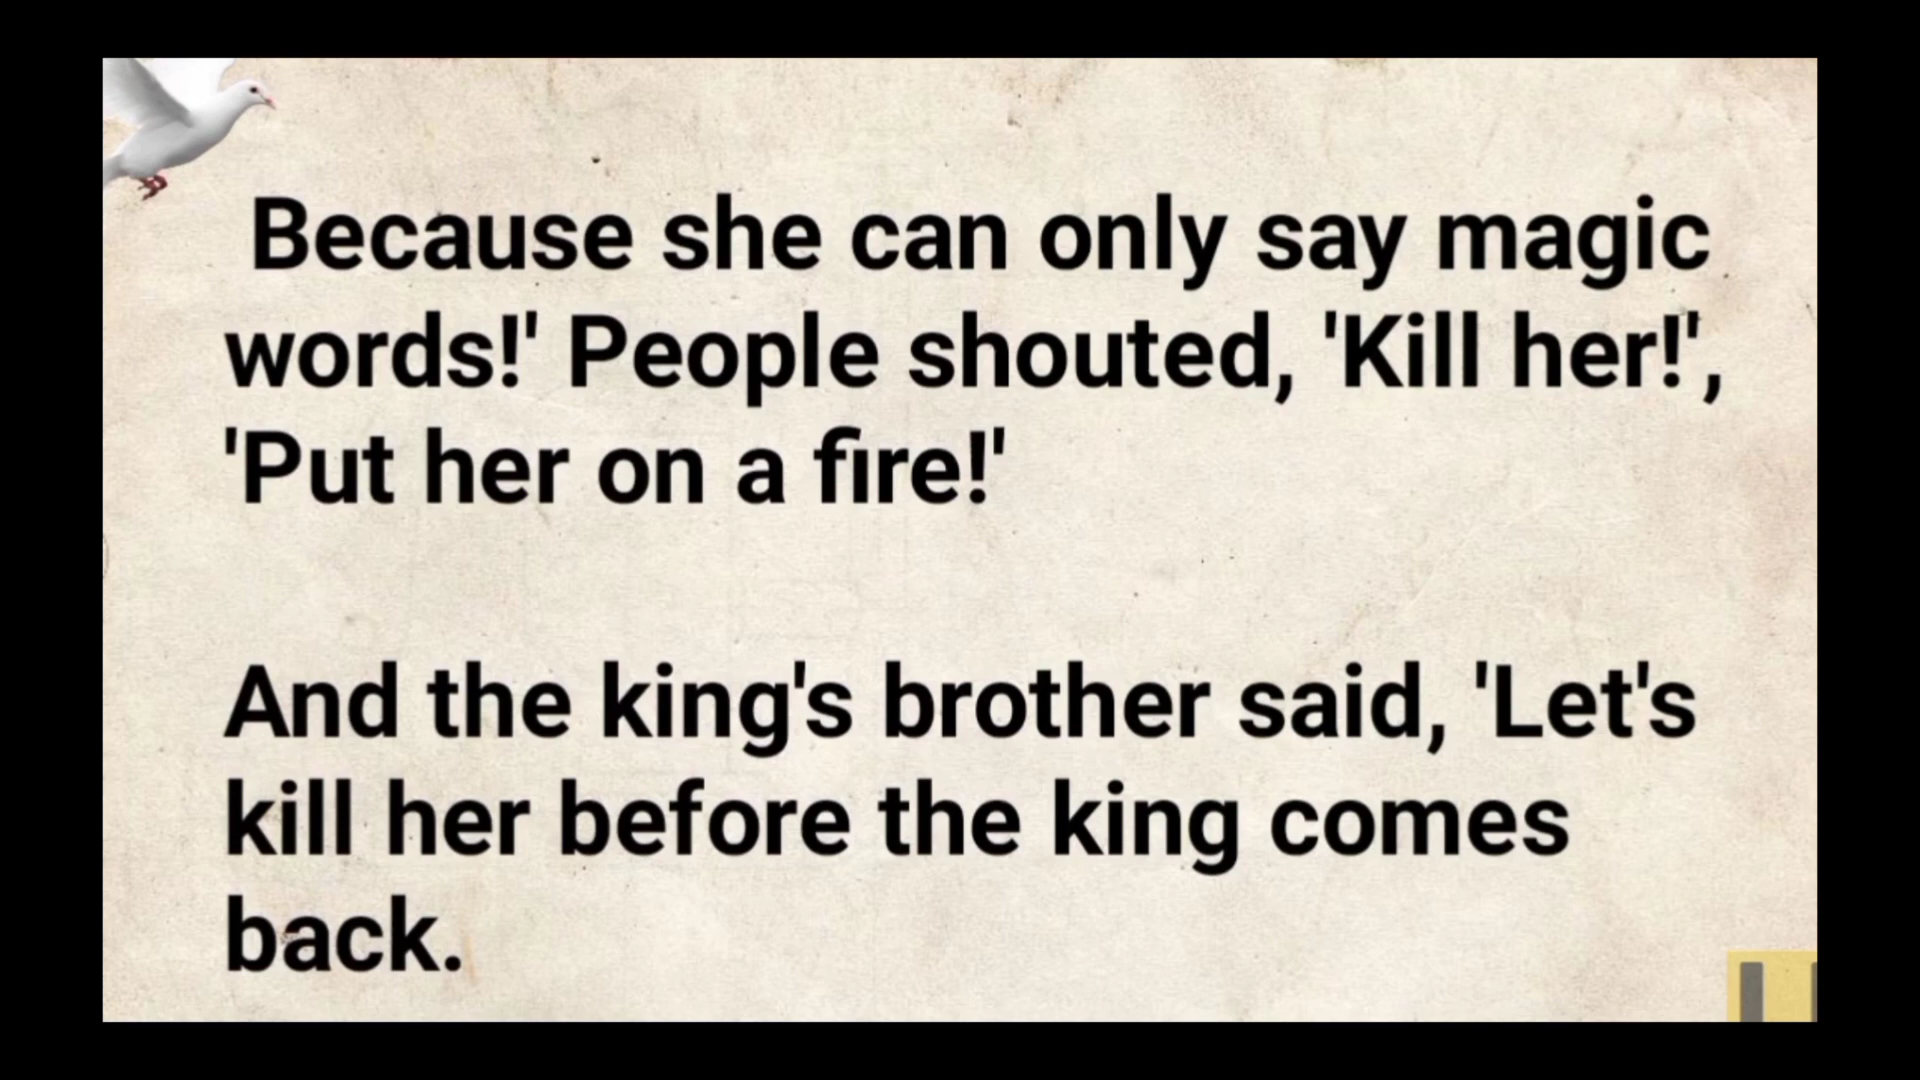 Because she can only say magic
words!' People shouted, 'Kill her!',
'Put her on a fire!'
And the king's brother said, 'Let's
kill her before the king comes
back.